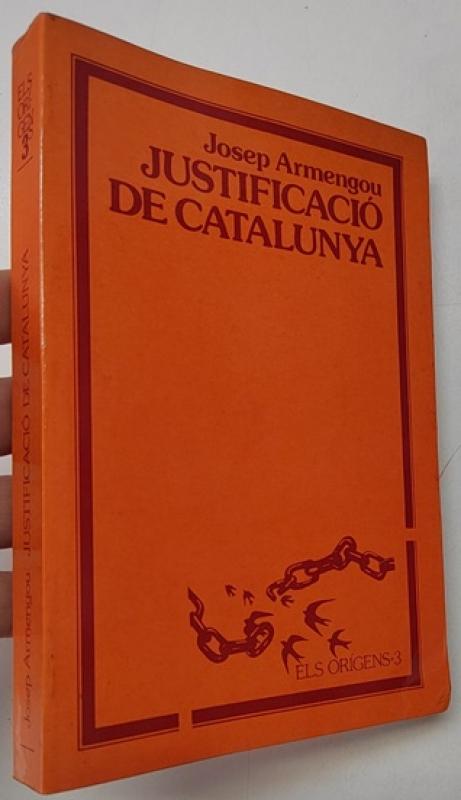 Josep Armengou
JUSTIFICACIÓ
DE CATALUNYA
ELS ORÍGENS-3
Josep Armengou JUSTIFICACIÓ DE CATALUNYA